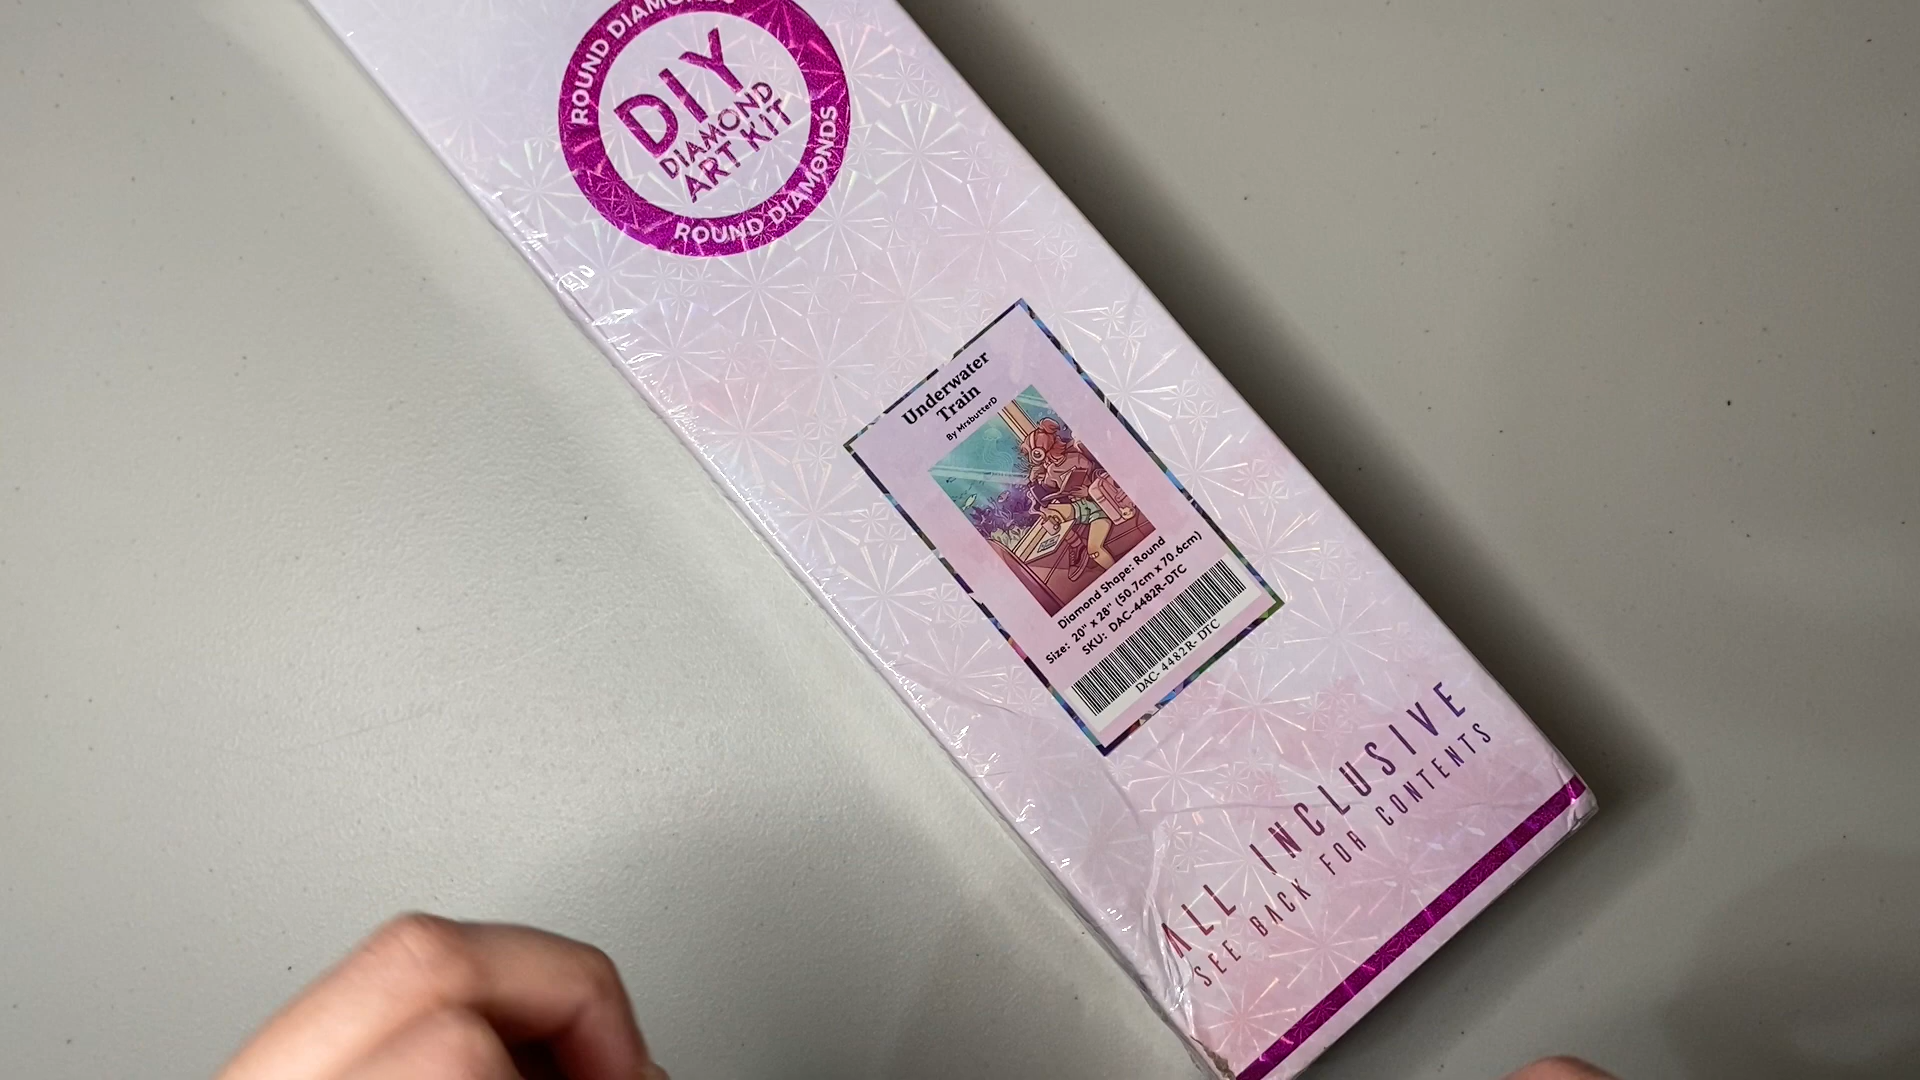 ROUND DIAMONDS
DIY
DIAMOND
ART KIT
ROUND DIAMONDS
Underwater
Train
By MrsbutterD
Diamond Shape: Round
Size: 20" x 28" (50.7cm x 70.6cm)
SKU: DAC-4482R-DTC
DAC- 4482R- DTC
ALL INCLUSIVE
SEE BACK FOR CONTENTS